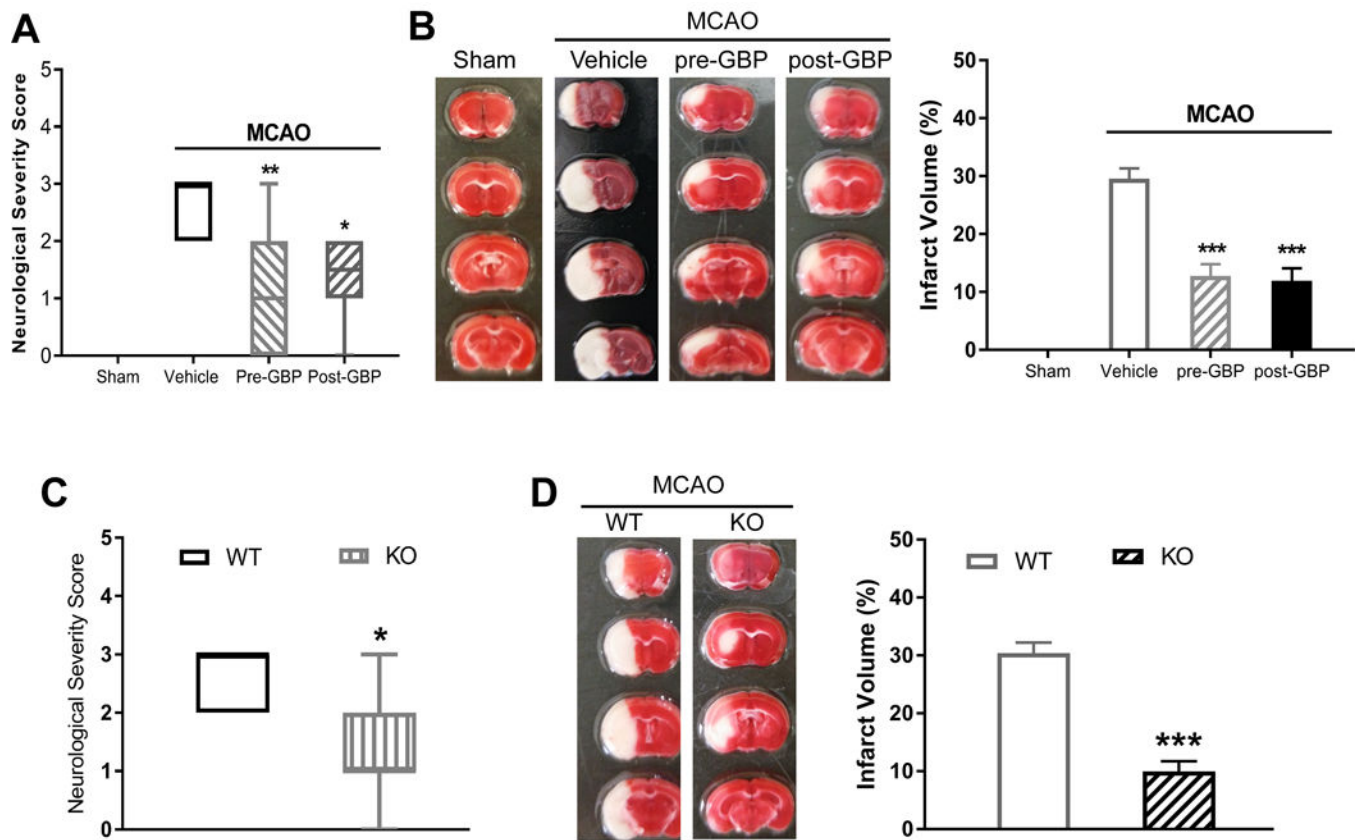 A
Neurological Severity Score
5
4
3
2
1
0
MCAO
**
*
Sham Vehicle Pre-GBP Post-GBP
B
MCAO
Sham Vehicle pre-GBP post-GBP
Infarct Volume (%)
50
40
30
20
10
0
MCAO
***
***
Sham Vehicle pre-GBP post-GBP
C
Neurological Severity Score
5
4
3
2
1
0
WT KO
*
D
MCAO
WT KO
Infarct Volume (%)
50
40
30
20
10
0
WT KO
***